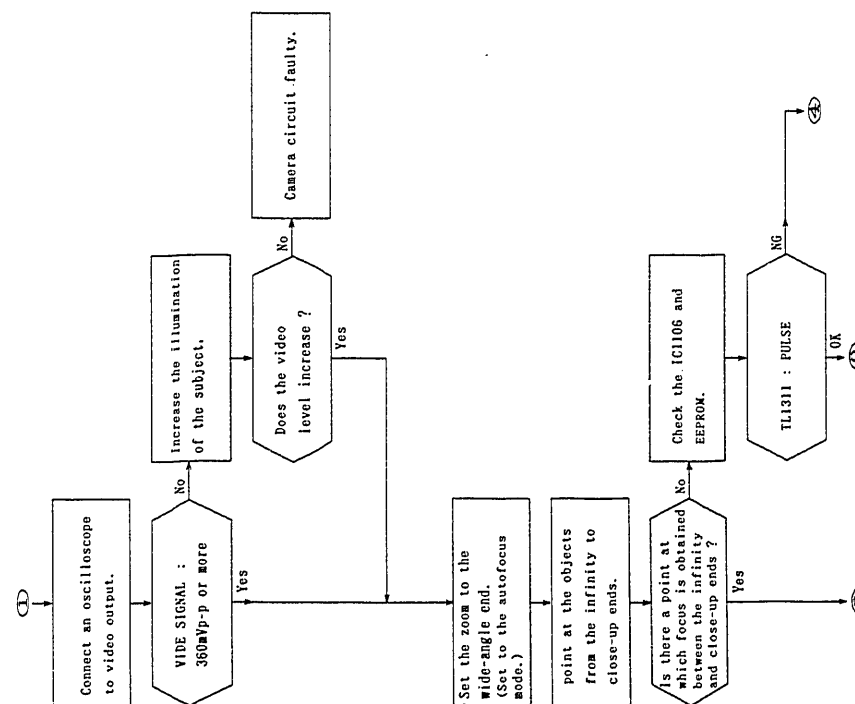 ①
Connect an oscilloscope
to video output.
VIDE SIGNAL :
360mVp-p or more
No
Yes
Increase the illumination
of the subject.
Does the video
level increase ?
No
Yes
Camera circuit faulty.
Set the zoom to the
wide-angle end.
(Set to the autofocus
mode.)
point at the objects
from the infinity to
close-up ends.
Is there a point at
which focus is obtained
between the infinity
and close-up ends ?
No
Yes
Check the IC1106 and
EEPROM.
TL1311 : PULSE
NG
OK
④